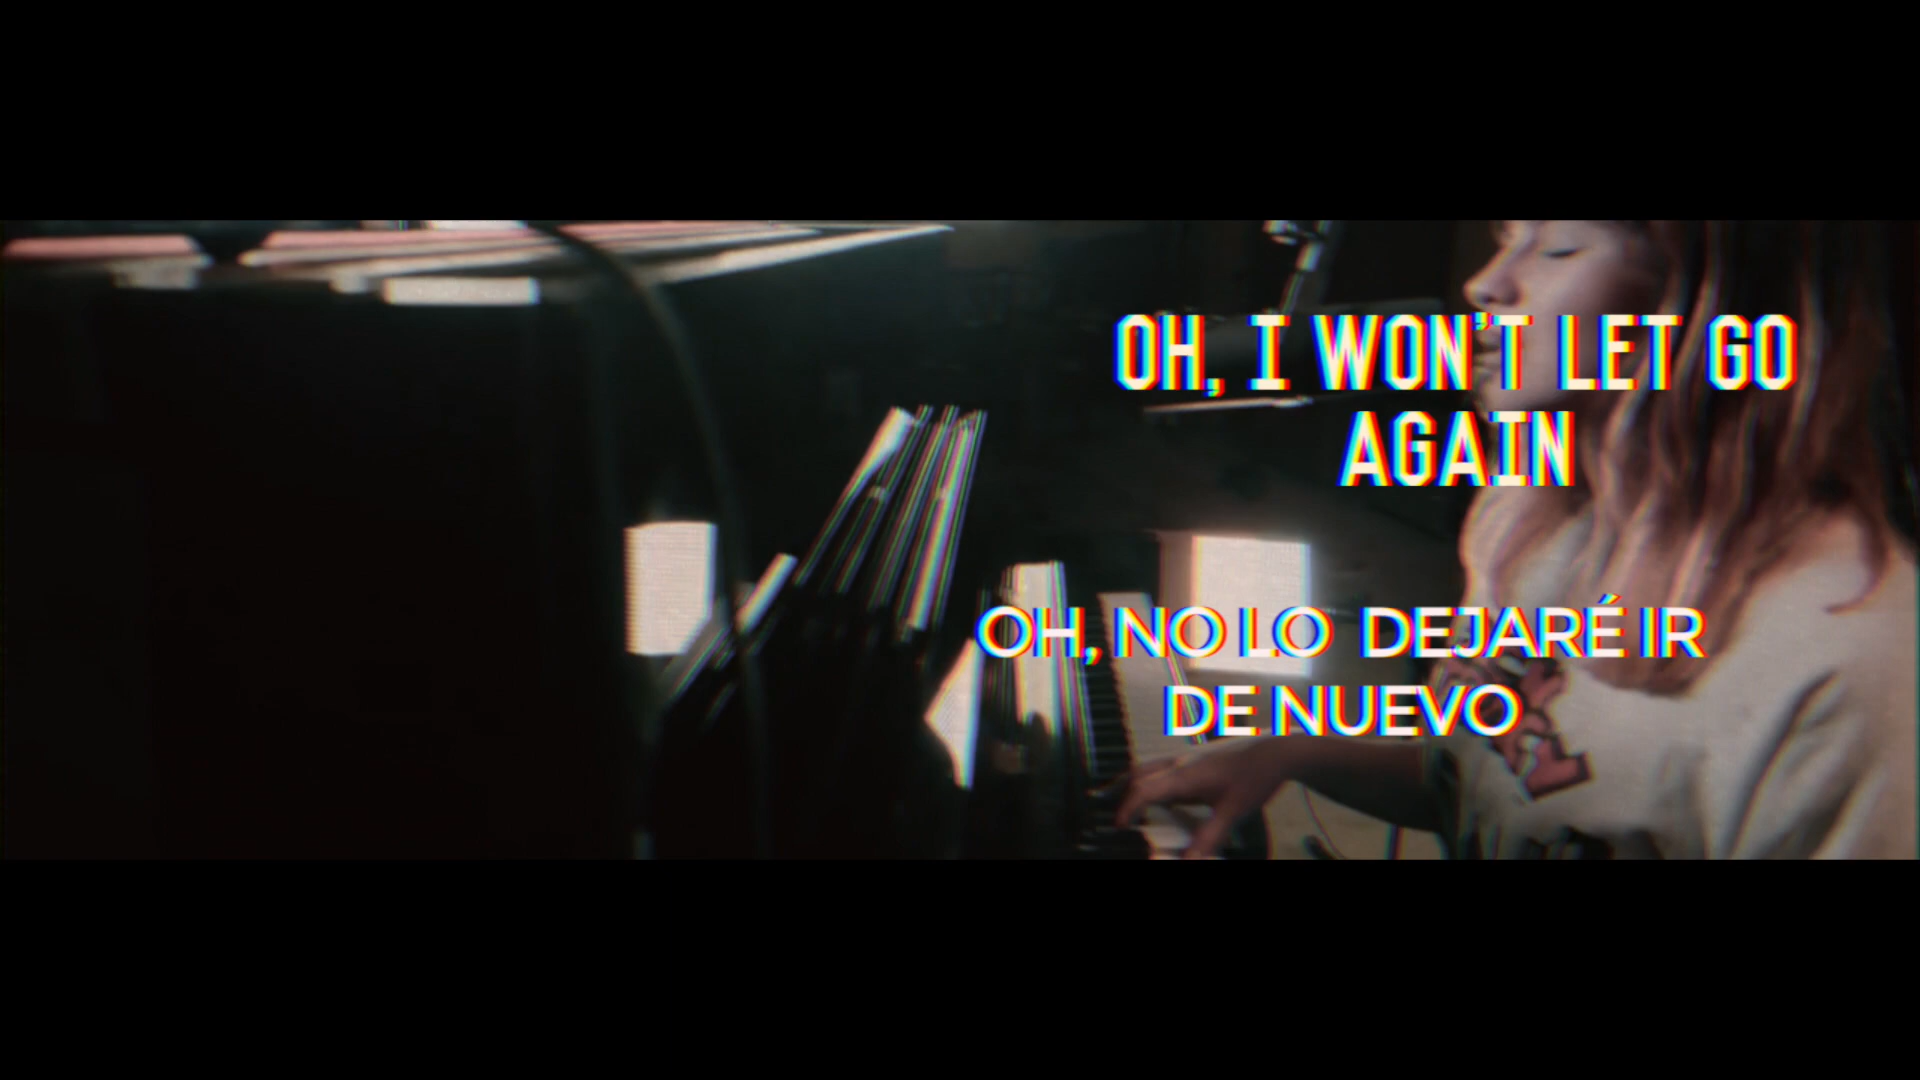 OH, I WON'T LET GO
AGAIN
OH, NO LO DEJARÉ IR
DE NUEVO